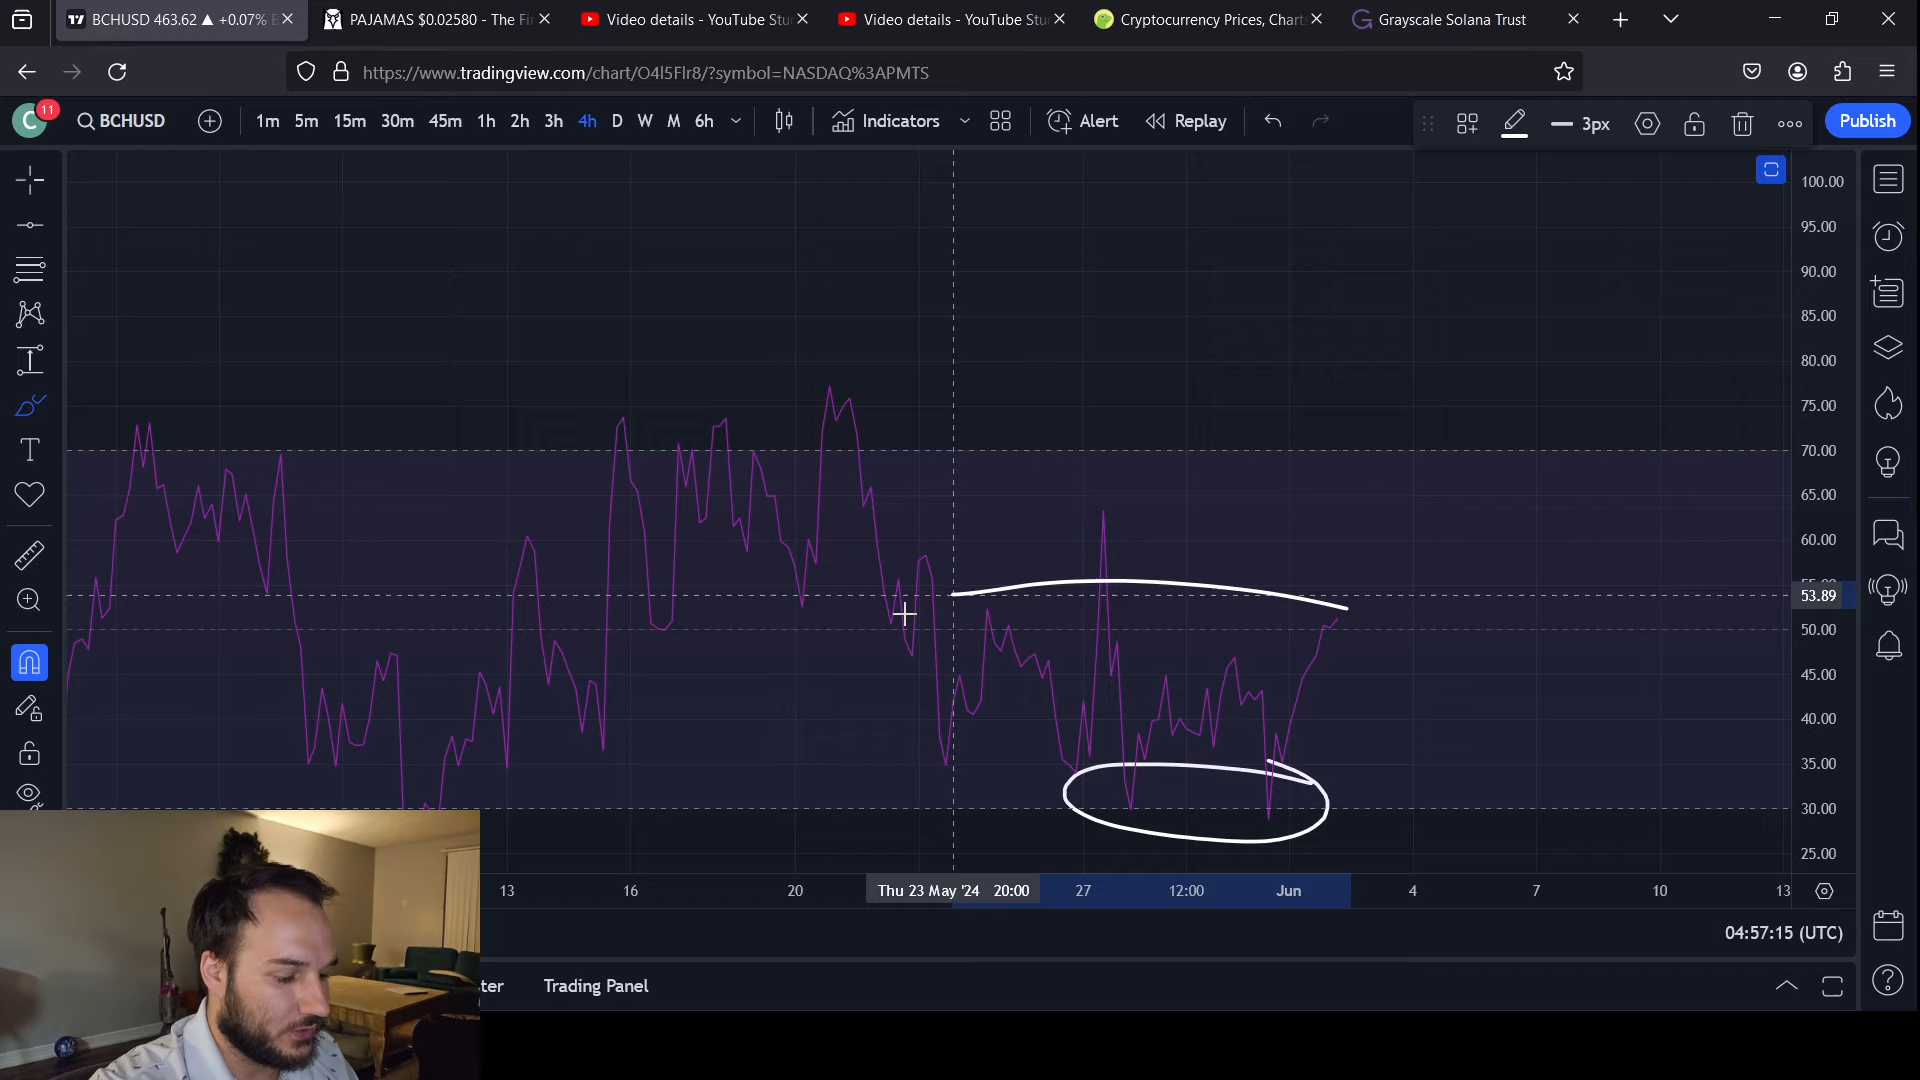 BCHUSD 463.62 ▲ +0.07%
PAJAMAS $0.02580 - The Fi
Video details - YouTube Stu
Video details - YouTube Stu
Cryptocurrency Prices, Chart
Grayscale Solana Trust
https://www.tradingview.com/chart/O4l5Flr8/?symbol=NASDAQ%3APMTS
C 11 BCHUSD 1m 5m 15m 30m 45m 1h 2h 3h 4h D W M 6h Indicators Alert Replay 3px Publish
100.00
95.00
90.00
85.00
80.00
75.00
70.00
65.00
60.00
53.89
50.00
45.00
40.00
35.00
30.00
25.00
13 16 20 Thu 23 May '24 20:00 27 12:00 Jun 4 7 10 13
04:57:15 (UTC)
ter Trading Panel